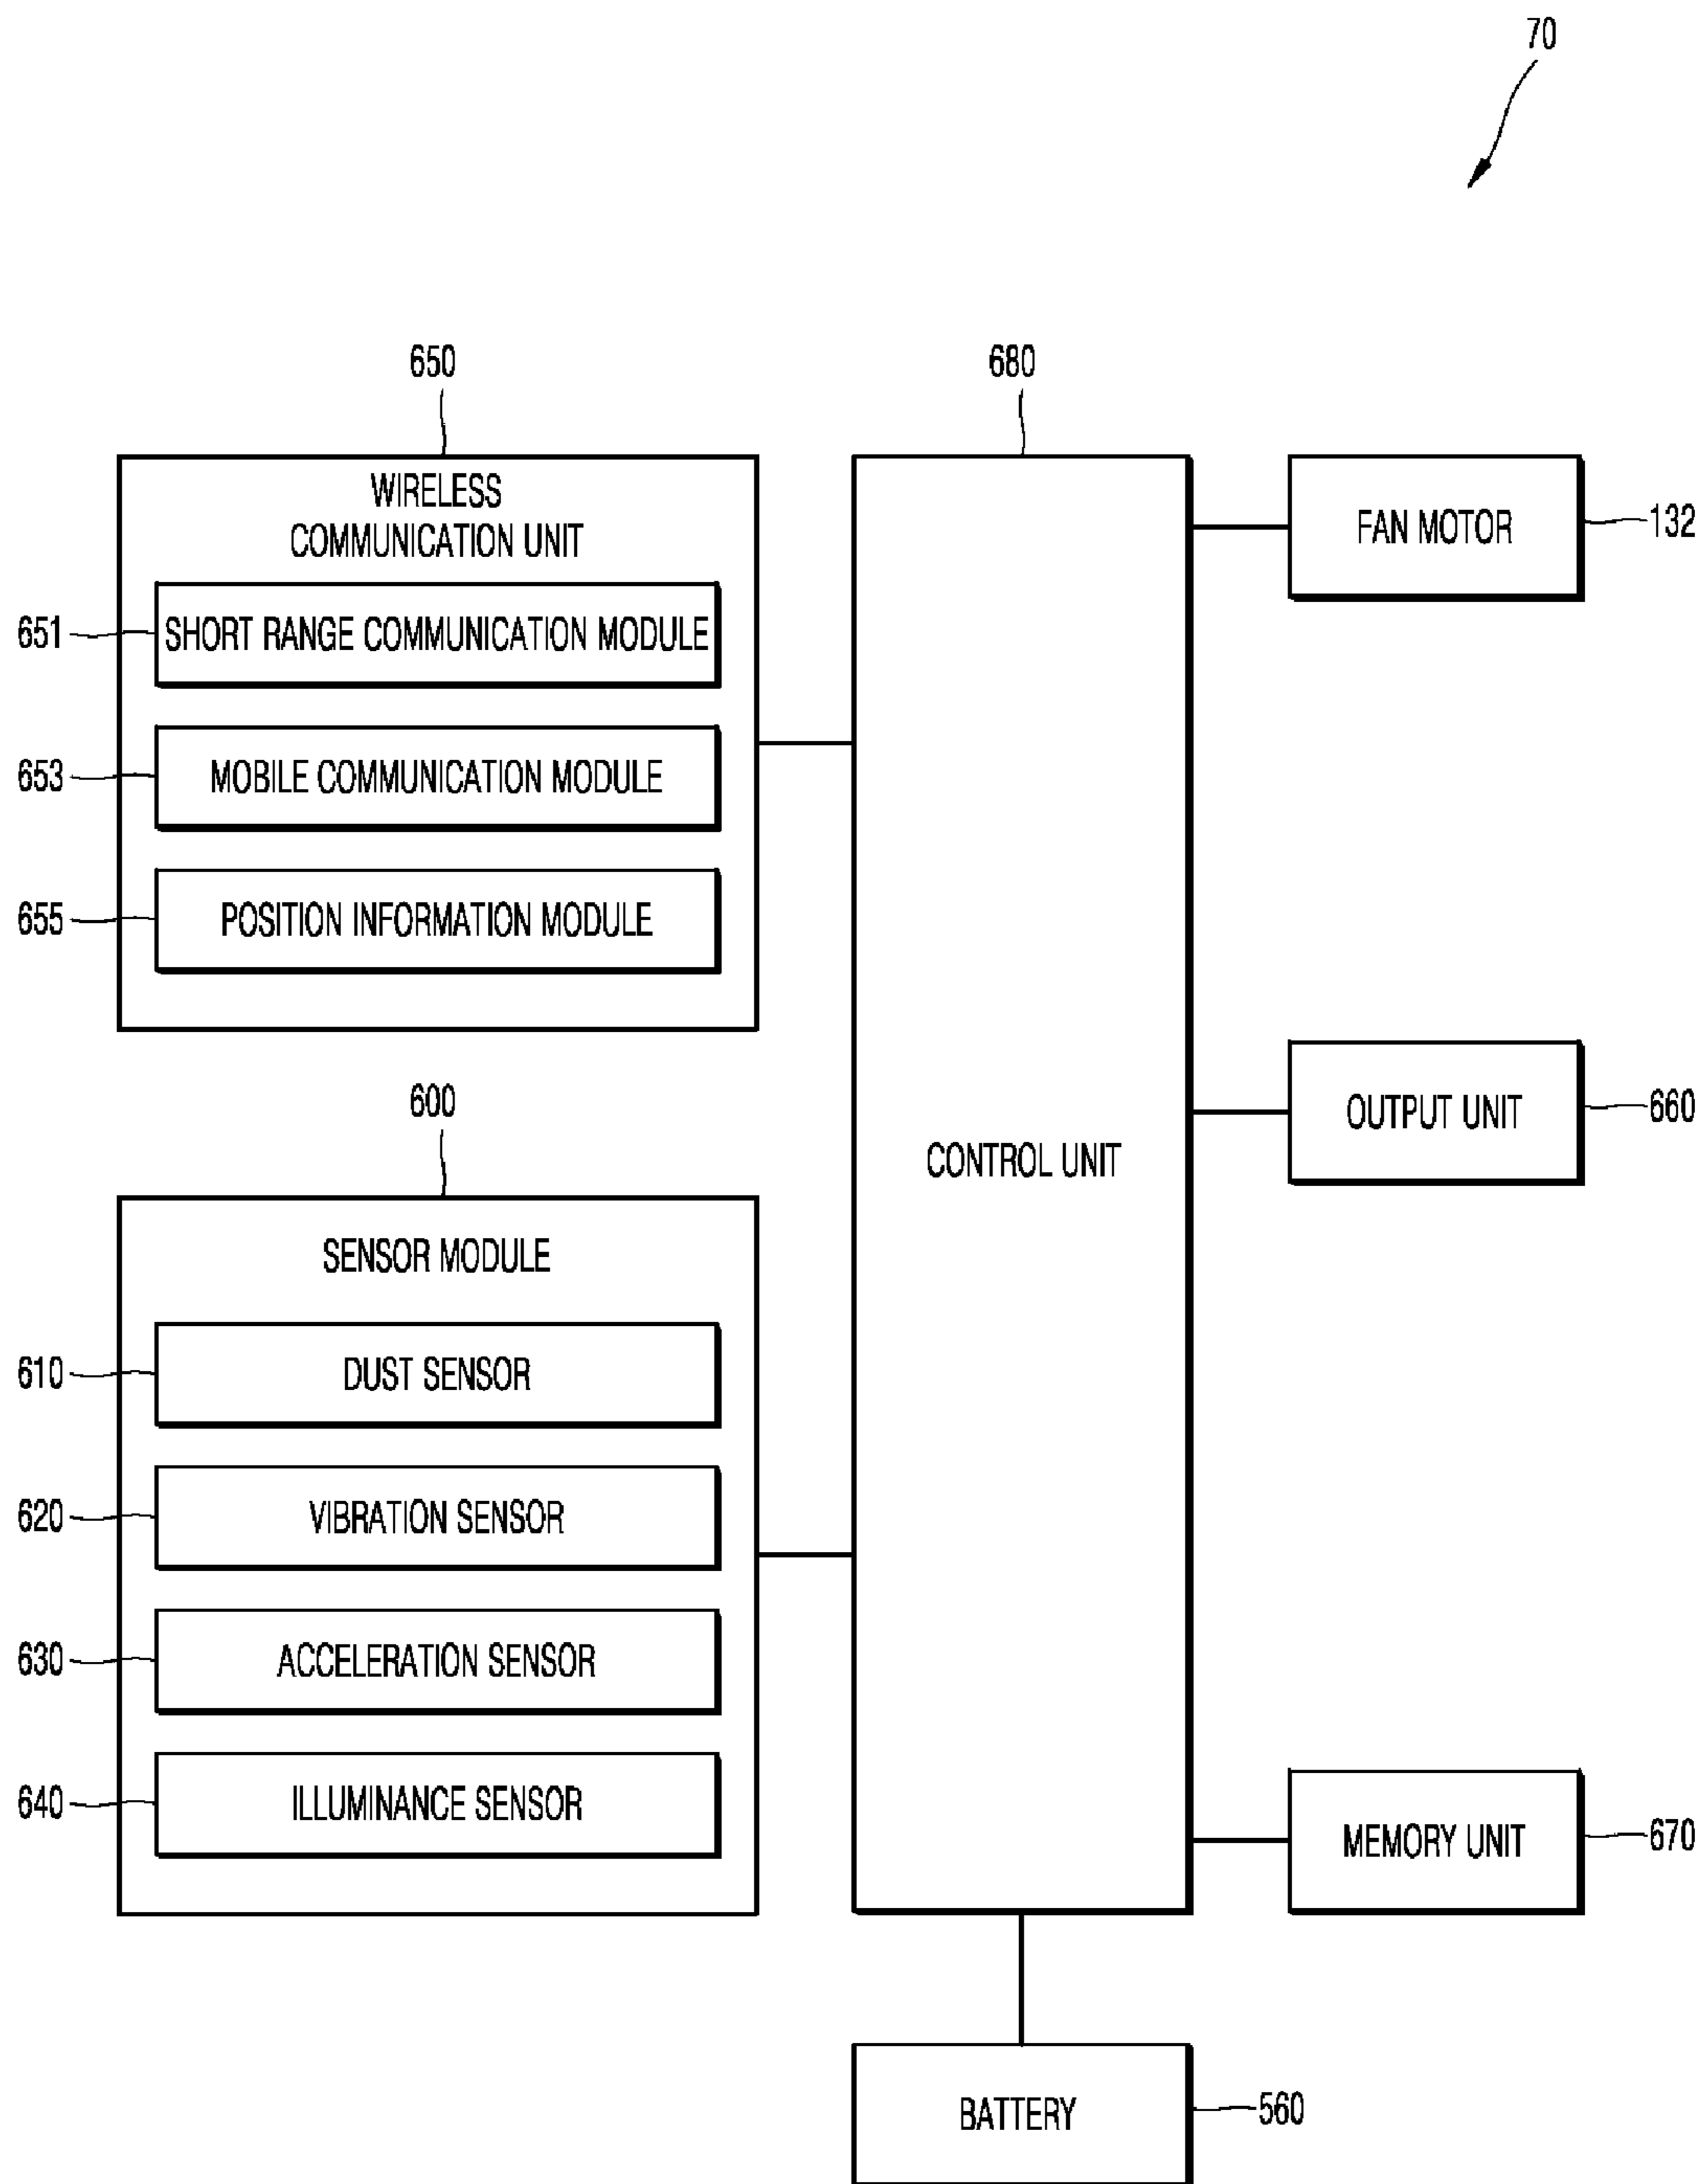 70
650
680
WIRELESS
COMMUNICATION UNIT
FAN MOTOR
132
651
SHORT RANGE COMMUNICATION MODULE
653
MOBILE COMMUNICATION MODULE
655
POSITION INFORMATION MODULE
600
CONTROL UNIT
OUTPUT UNIT
660
SENSOR MODULE
610
DUST SENSOR
620
VIBRATION SENSOR
630
ACCELERATION SENSOR
640
ILLUMINANCE SENSOR
MEMORY UNIT
670
BATTERY
560